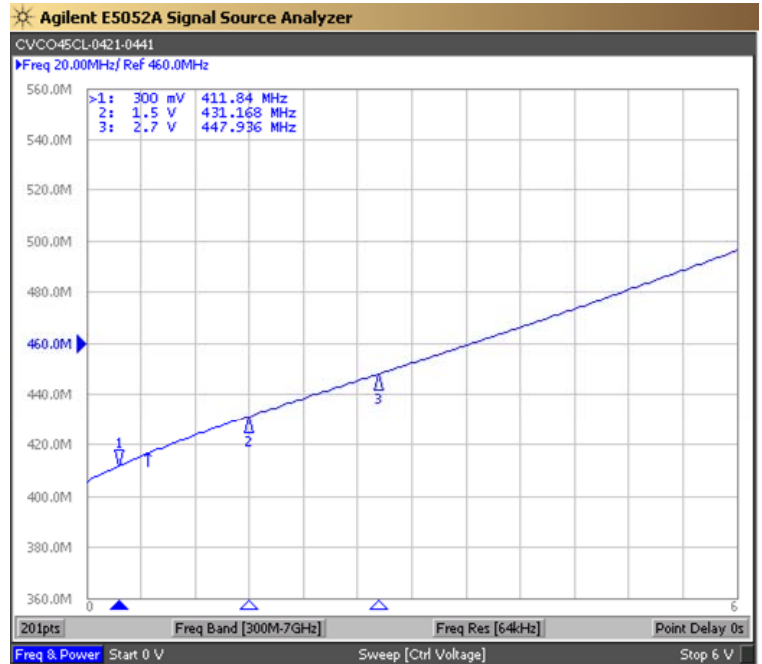 Agilent E5052A Signal Source Analyzer
CVCO45CL-0421-0441
Freq 20.00MHz/ Ref 460.0MHz
560.0M
>1: 300 mV 411.84 MHz
2: 1.5 V 431.168 MHz
3: 2.7 V 447.936 MHz
540.0M
520.0M
500.0M
480.0M
460.0M
440.0M
3
420.0M
1
2
400.0M
380.0M
360.0M
0
6
201pts
Freq Band [300M-7GHz]
Freq Res [64kHz]
Point Delay 0s
Freq & Power Start 0 V
Sweep [Ctrl Voltage]
Stop 6 V